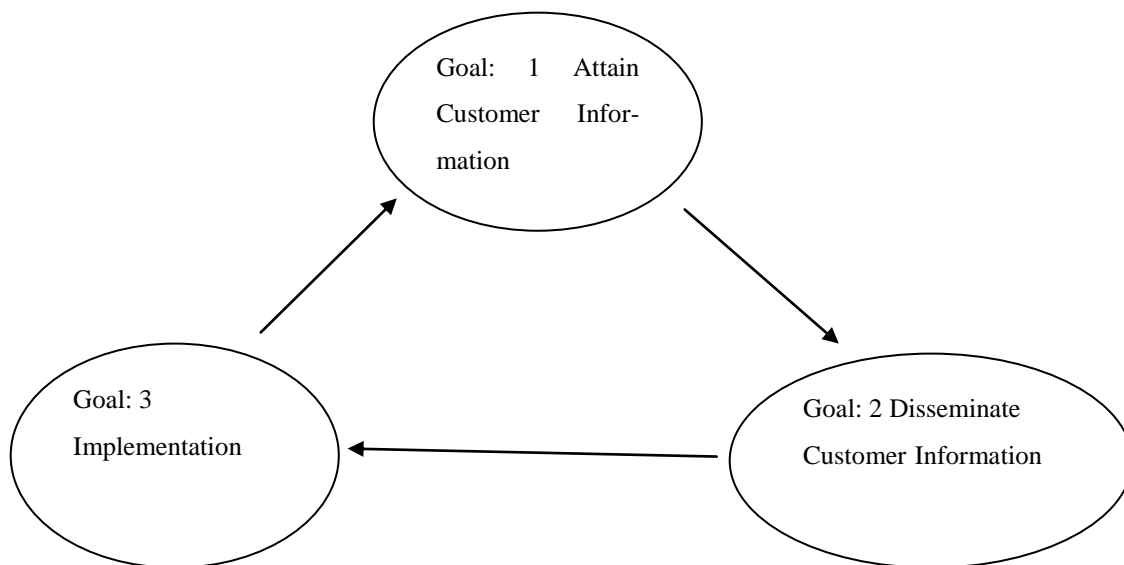 Goal: 1 Attain
Customer Infor-
mation
Goal: 3
Implementation
Goal: 2 Disseminate
Customer Information